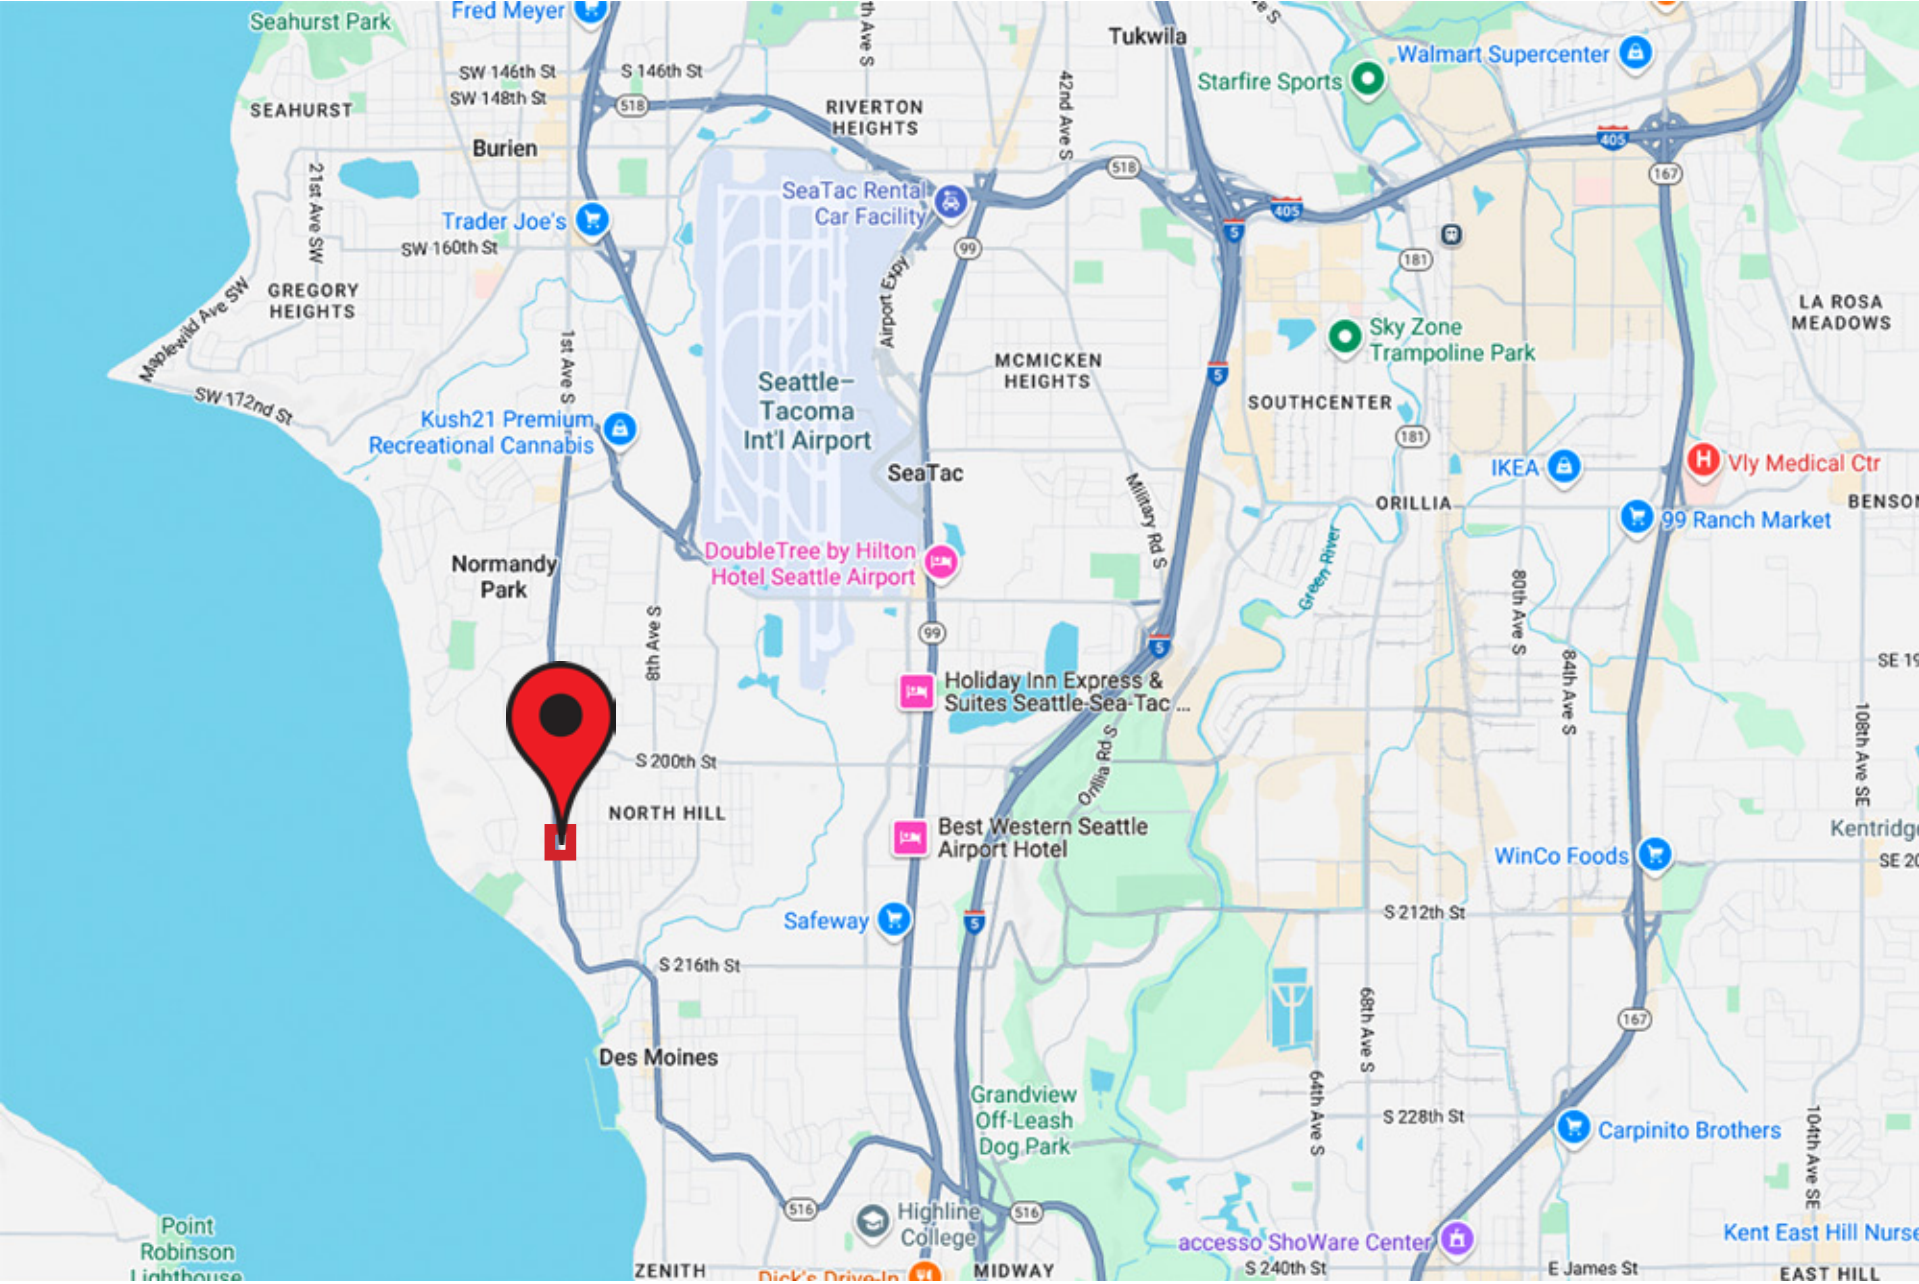 Seahurst Park
Fred Meyer
Tukwila
Walmart Supercenter
Starfire Sports
SW 146th St
S 146th St
SW 148th St
518
SEAHURST
RIVERTON
HEIGHTS
42nd Ave S
405
Burien
518
167
21st Ave SW
SeaTac Rental
Car Facility
405
Trader Joe's
5
SW 160th St
99
181
Airport Expy
GREGORY
HEIGHTS
Maplewild Ave SW
LA ROSA
MEADOWS
Sky Zone
Trampoline Park
1st Ave S
MCMICKEN
HEIGHTS
5
Seattle–
Tacoma
Int'l Airport
SW 172nd St
SOUTHCENTER
Kush21 Premium
Recreational Cannabis
181
SeaTac
IKEA
Vly Medical Ctr
Military Rd S
ORILLIA
BENSON
99 Ranch Market
DoubleTree by Hilton
Hotel Seattle Airport
Green River
Normandy
Park
80th Ave S
8th Ave S
99
5
84th Ave S
SE 19
Holiday Inn Express &
Suites Seattle-Sea-Tac ...
108th Ave SE
S 200th St
Orillia Rd S
NORTH HILL
Best Western Seattle
Airport Hotel
Kentridge
WinCo Foods
SE 20
Safeway
5
S 212th St
S 216th St
68th Ave S
167
Des Moines
64th Ave S
Grandview
Off-Leash
Dog Park
S 228th St
Carpinito Brothers
104th Ave SE
516
516
Highline
College
Point
Robinson
Lighthouse
accesso ShoWare Center
Kent East Hill Nurse
ZENITH
Dick's Drive-In
MIDWAY
S 240th St
E James St
EAST HILL